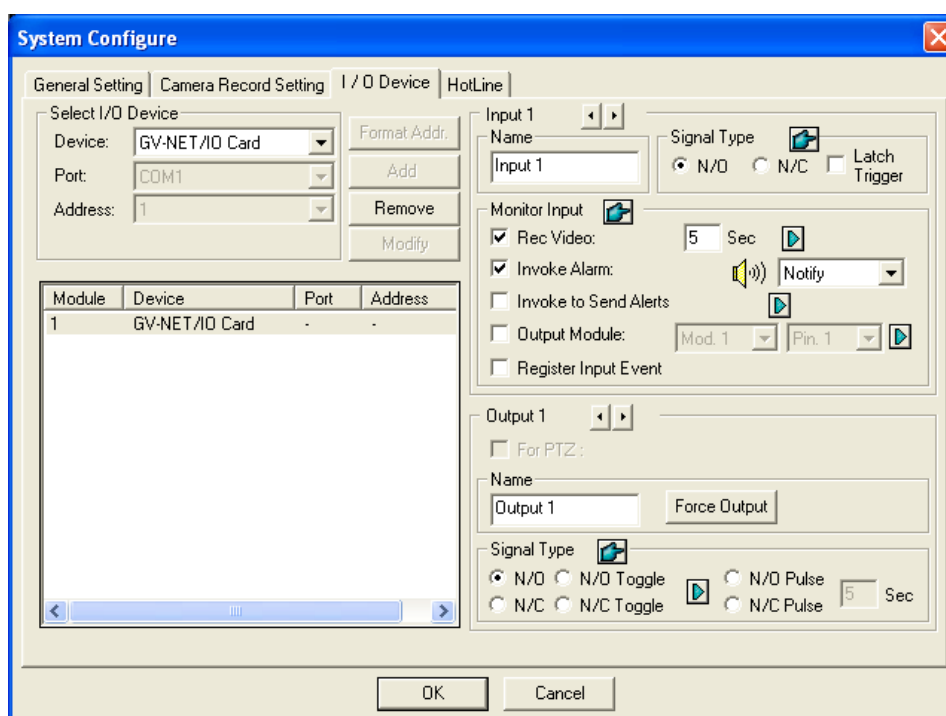 System Configure
General Setting Camera Record Setting I / O Device HotLine
Select I/O Device
Device: GV-NET/IO Card
Port: COM1
Address: 1
Format Addr.
Add
Remove
Modify
Module Device Port Address
1 GV-NET/IO Card - -
Input 1
Name
Input 1
Signal Type
N/O N/C Latch Trigger
Monitor Input
Rec Video: 5 Sec
Invoke Alarm: Notify
Invoke to Send Alerts
Output Module: Mod. 1 Pin. 1
Register Input Event
Output 1
For PTZ :
Name
Output 1 Force Output
Signal Type
N/O N/O Toggle N/O Pulse
N/C N/C Toggle N/C Pulse
5 Sec
OK Cancel